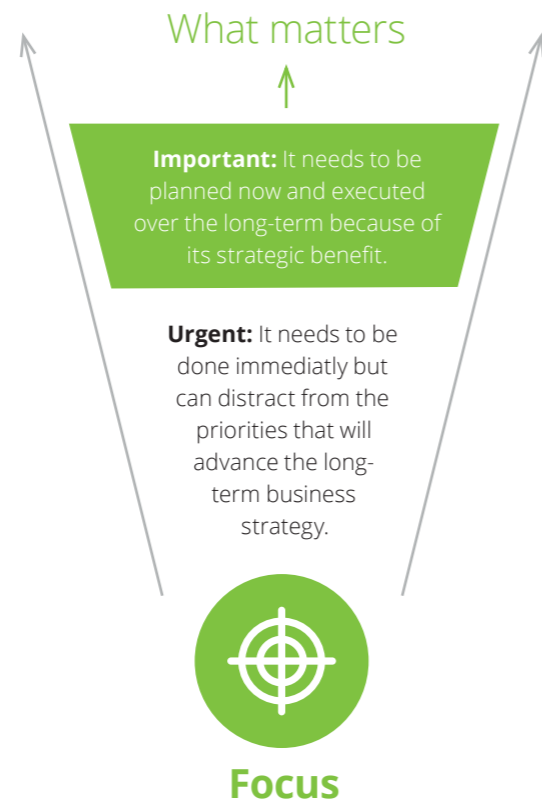 What matters
Important: It needs to be
planned now and executed
over the long-term because of
its strategic benefit.
Urgent: It needs to be
done immediatly but
can distract from the
priorities that will
advance the long-
term business
strategy.
Focus